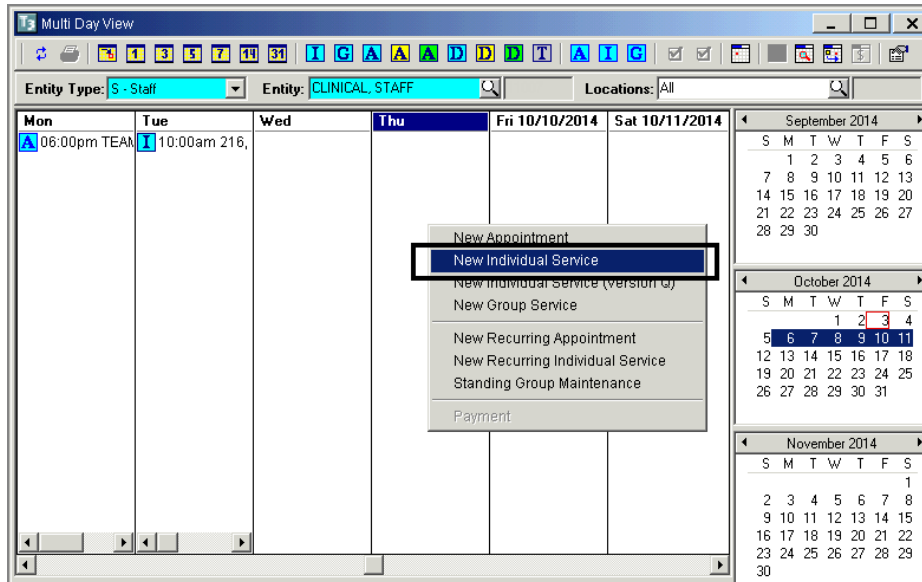 Multi Day View
1 3 5 7 14 31 I G A A A D D D T A I G $
Entity Type: S - Staff Entity: CLINICAL, STAFF Locations: All
Mon Tue Wed Thu Fri 10/10/2014 Sat 10/11/2014
A 06:00pm TEAM I 10:00am 216,
New Appointment
New Individual Service
New Individual Service (Version Q)
New Group Service
New Recurring Appointment
New Recurring Individual Service
Standing Group Maintenance
Payment
September 2014
S M T W T F S
1 2 3 4 5 6
7 8 9 10 11 12 13
14 15 16 17 18 19 20
21 22 23 24 25 26 27
28 29 30
October 2014
S M T W T F S
1 2 3 4
5 6 7 8 9 10 11
12 13 14 15 16 17 18
19 20 21 22 23 24 25
26 27 28 29 30 31
November 2014
S M T W T F S
1
2 3 4 5 6 7 8
9 10 11 12 13 14 15
16 17 18 19 20 21 22
23 24 25 26 27 28 29
30